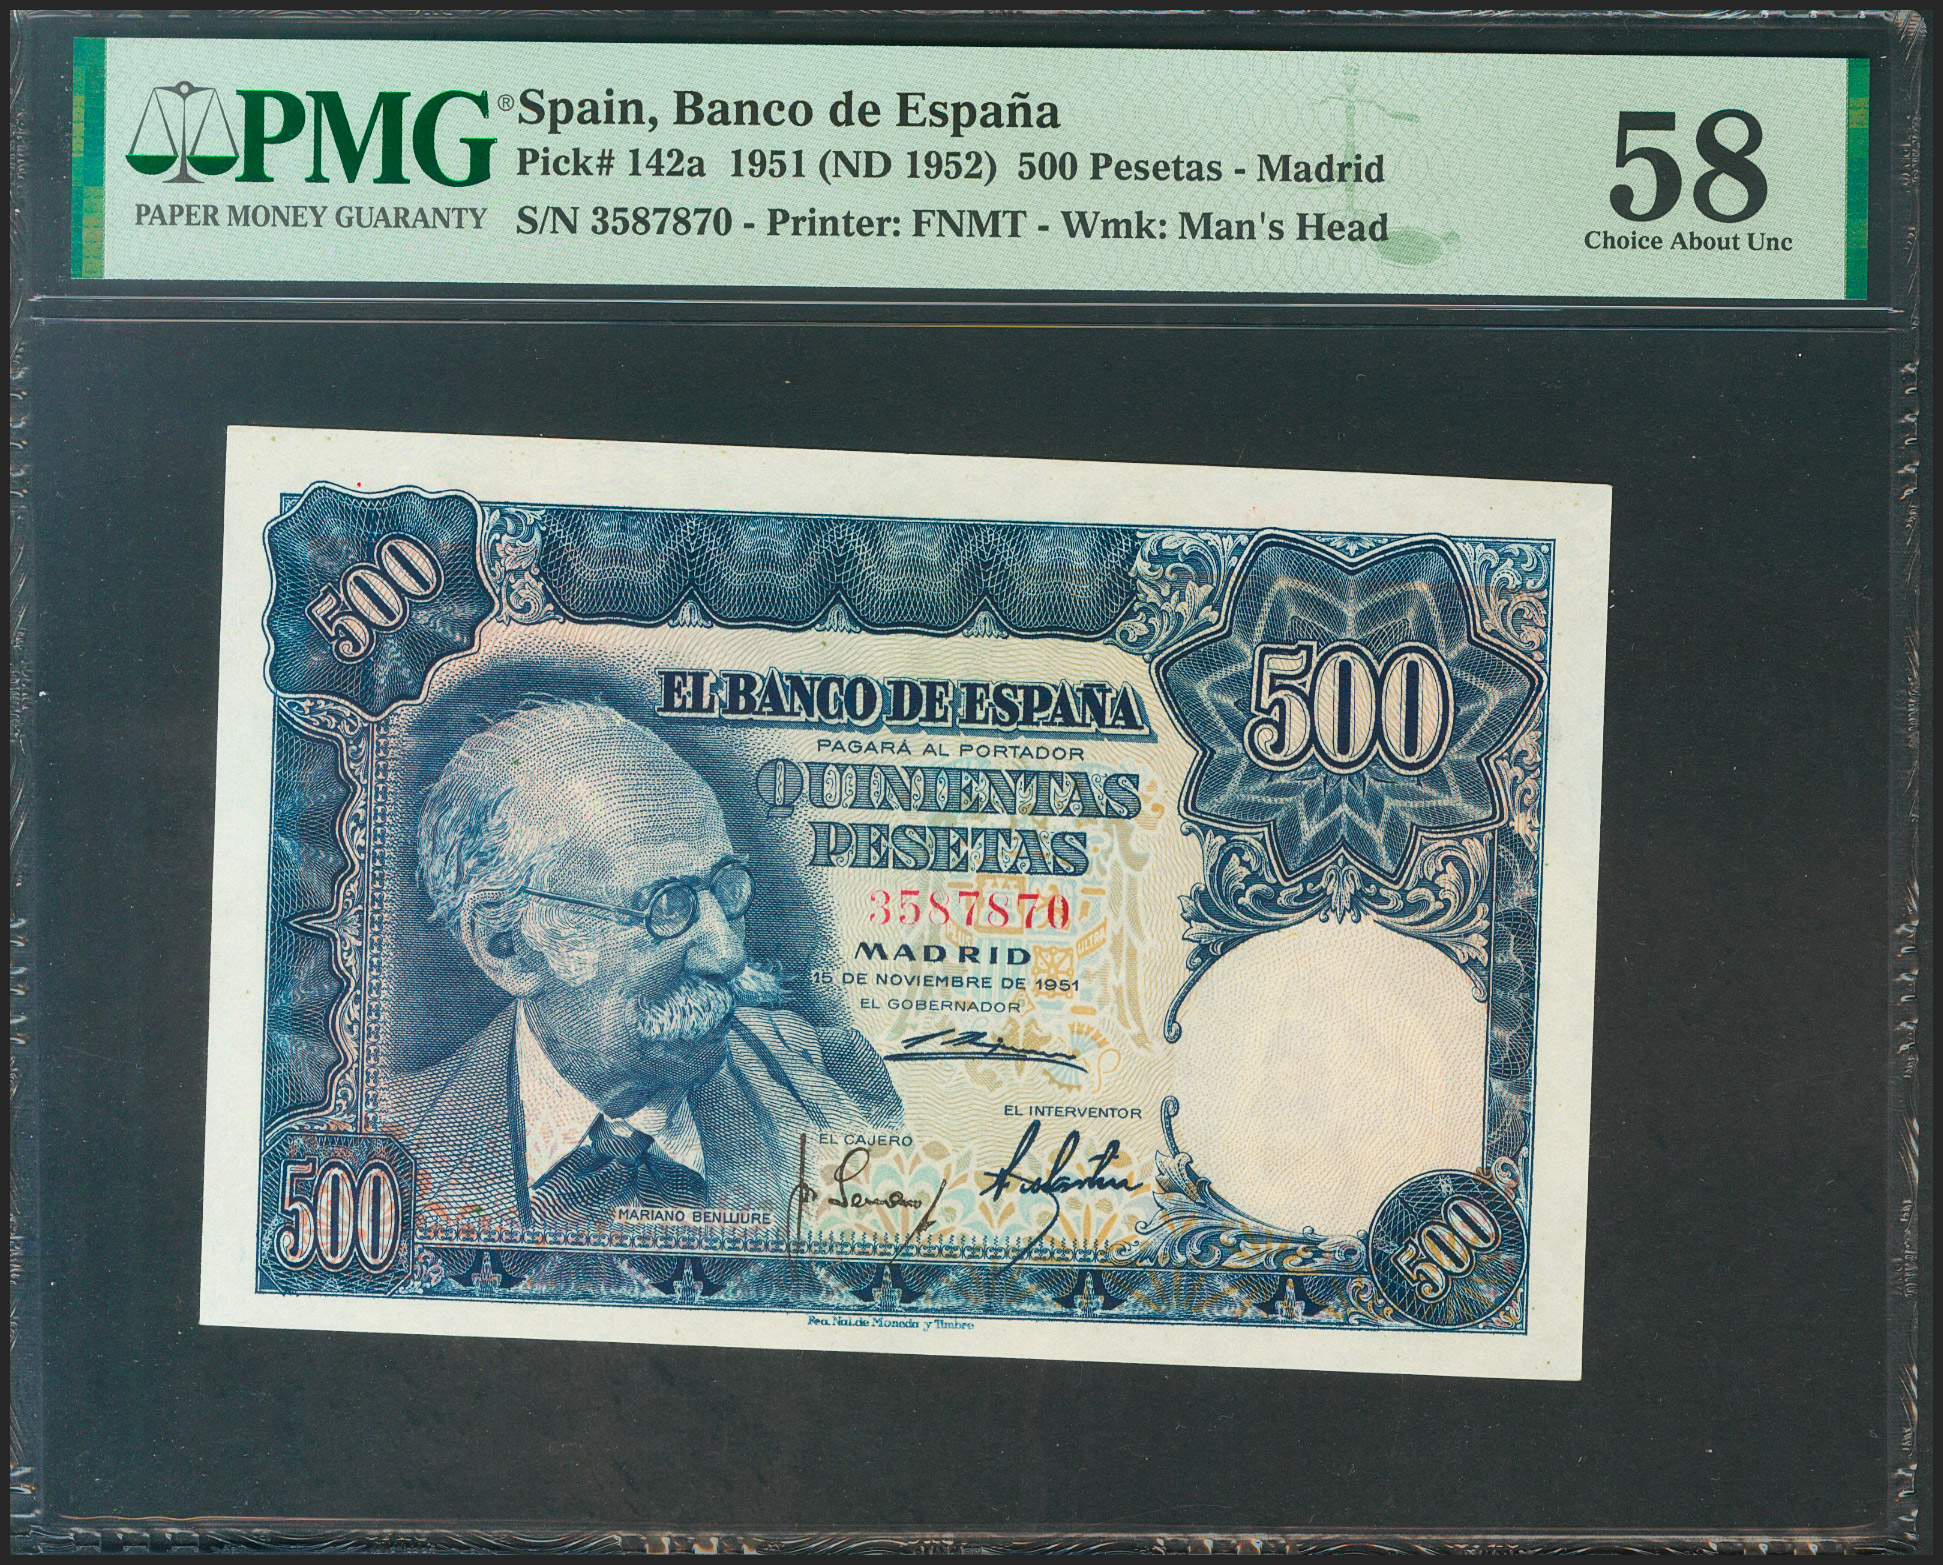 PMG®
PAPER MONEY GUARANTY
Spain, Banco de España
Pick# 142a 1951 (ND 1952) 500 Pesetas - Madrid
S/N 3587870 - Printer: FNMT - Wmk: Man's Head
58
Choice About Unc
500
500
EL BANCO DE ESPAÑA
PAGARÁ AL PORTADOR
QUINIENTAS
PESETAS
3587870
MADRID
15 DE NOVIEMBRE DE 1951
EL GOBERNADOR
EL INTERVENTOR
EL CAJERO
MARIANO BENLLIURE
500
500
Fca. Nal. de Moneda y Timbre